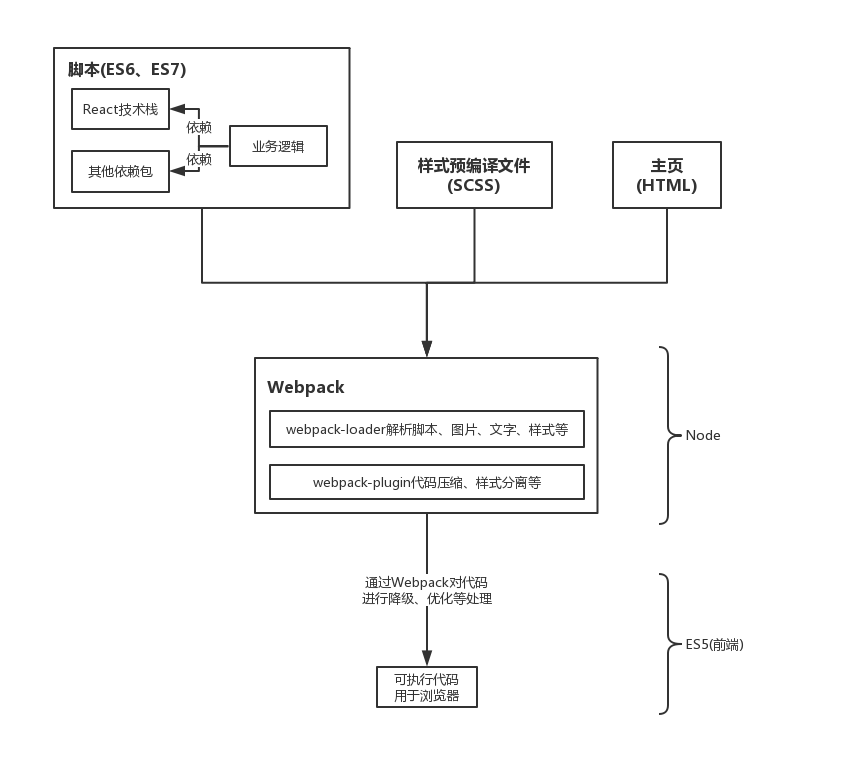 脚本(ES6、ES7)
React技术栈
依赖
业务逻辑
依赖
其他依赖包
样式预编译文件
(SCSS)
主页
(HTML)
Webpack
webpack-loader解析脚本、图片、文字、样式等
webpack-plugin代码压缩、样式分离等
Node
通过Webpack对代码
进行降级、优化等处理
ES5(前端)
可执行代码
用于浏览器